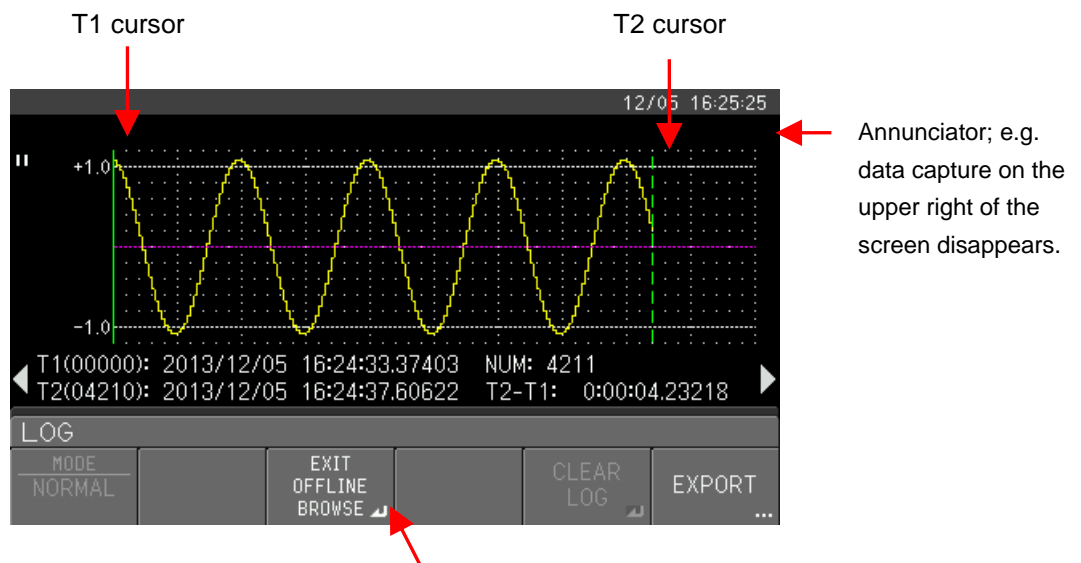 T1 cursor
T2 cursor
12/05 16:25:25
Annunciator; e.g.
data capture on the
upper right of the
screen disappears.
+1.0
-1.0
T1(00000): 2013/12/05 16:24:33.37403 NUM: 4211
T2(04210): 2013/12/05 16:24:37.60622 T2-T1: 0:00:04.23218
LOG
MODE
NORMAL
EXIT
OFFLINE
BROWSE
CLEAR
LOG
EXPORT
...